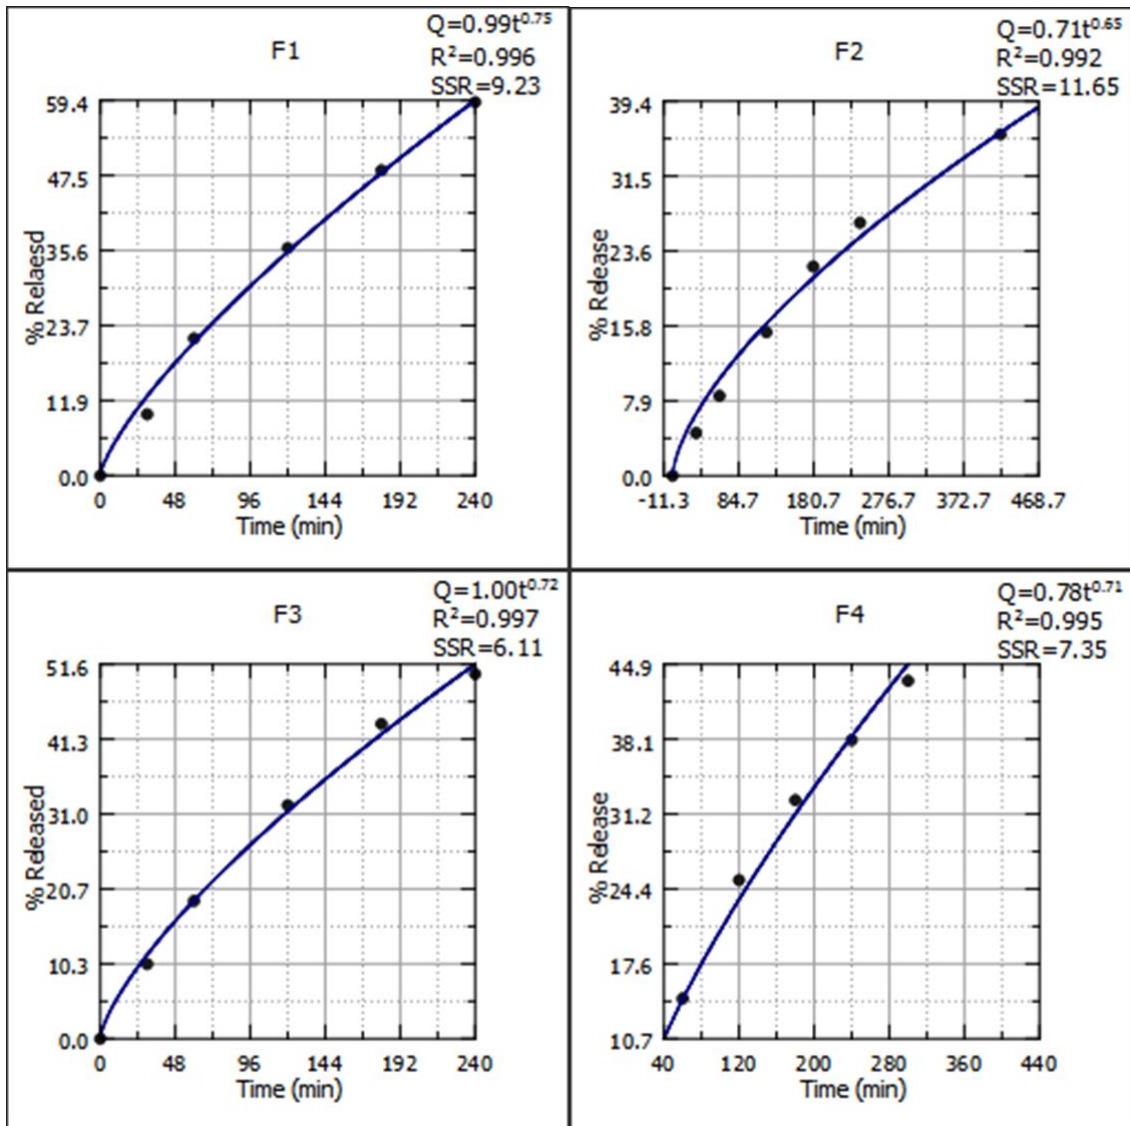 F1
Q=0.99t^0.75
R²=0.996
SSR=9.23
59.4
47.5
35.6
23.7
11.9
0.0
% Relaesd
0 48 96 144 192 240
Time (min)
F2
Q=0.71t^0.65
R²=0.992
SSR=11.65
39.4
31.5
23.6
15.8
7.9
0.0
% Release
-11.3 84.7 180.7 276.7 372.7 468.7
Time (min)
F3
Q=1.00t^0.72
R²=0.997
SSR=6.11
51.6
41.3
31.0
20.7
10.3
0.0
% Released
0 48 96 144 192 240
Time (min)
F4
Q=0.78t^0.71
R²=0.995
SSR=7.35
44.9
38.1
31.2
24.4
17.6
10.7
% Release
40 120 200 280 360 440
Time (min)